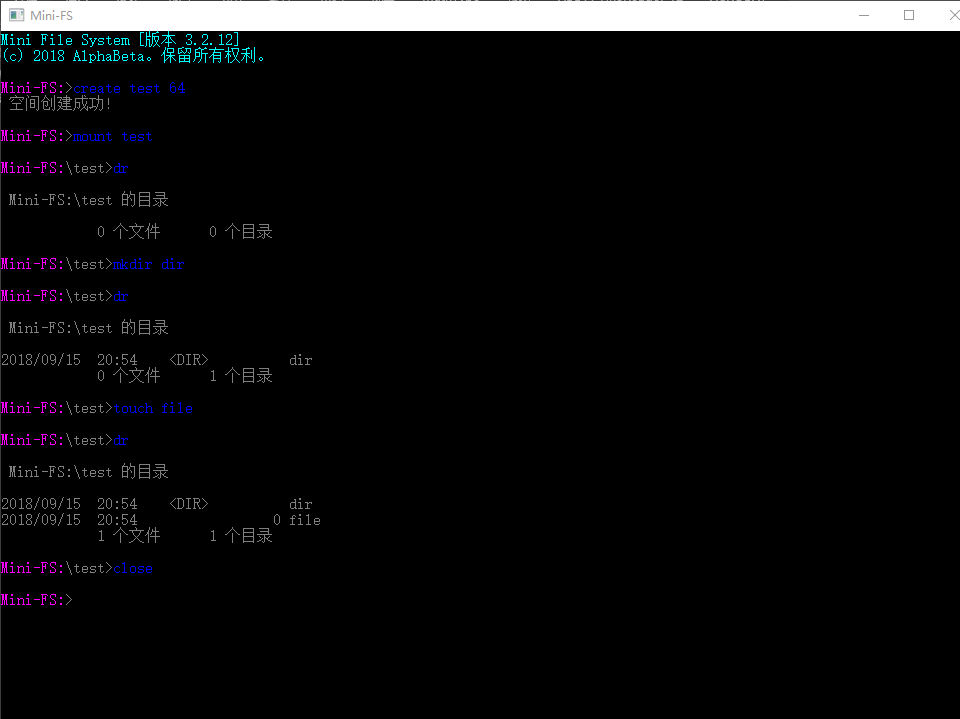 Mini-FS
Mini File System [版本 3.2.12]
(c) 2018 AlphaBeta。保留所有权利。
Mini-FS:>create test 64
空间创建成功!
Mini-FS:>mount test
Mini-FS:\test>dr
Mini-FS:\test 的目录
0 个文件 0 个目录
Mini-FS:\test>mkdir dir
Mini-FS:\test>dr
Mini-FS:\test 的目录
2018/09/15 20:54 <DIR> dir
0 个文件 1 个目录
Mini-FS:\test>touch file
Mini-FS:\test>dr
Mini-FS:\test 的目录
2018/09/15 20:54 <DIR> dir
2018/09/15 20:54 0 file
1 个文件 1 个目录
Mini-FS:\test>close
Mini-FS:>